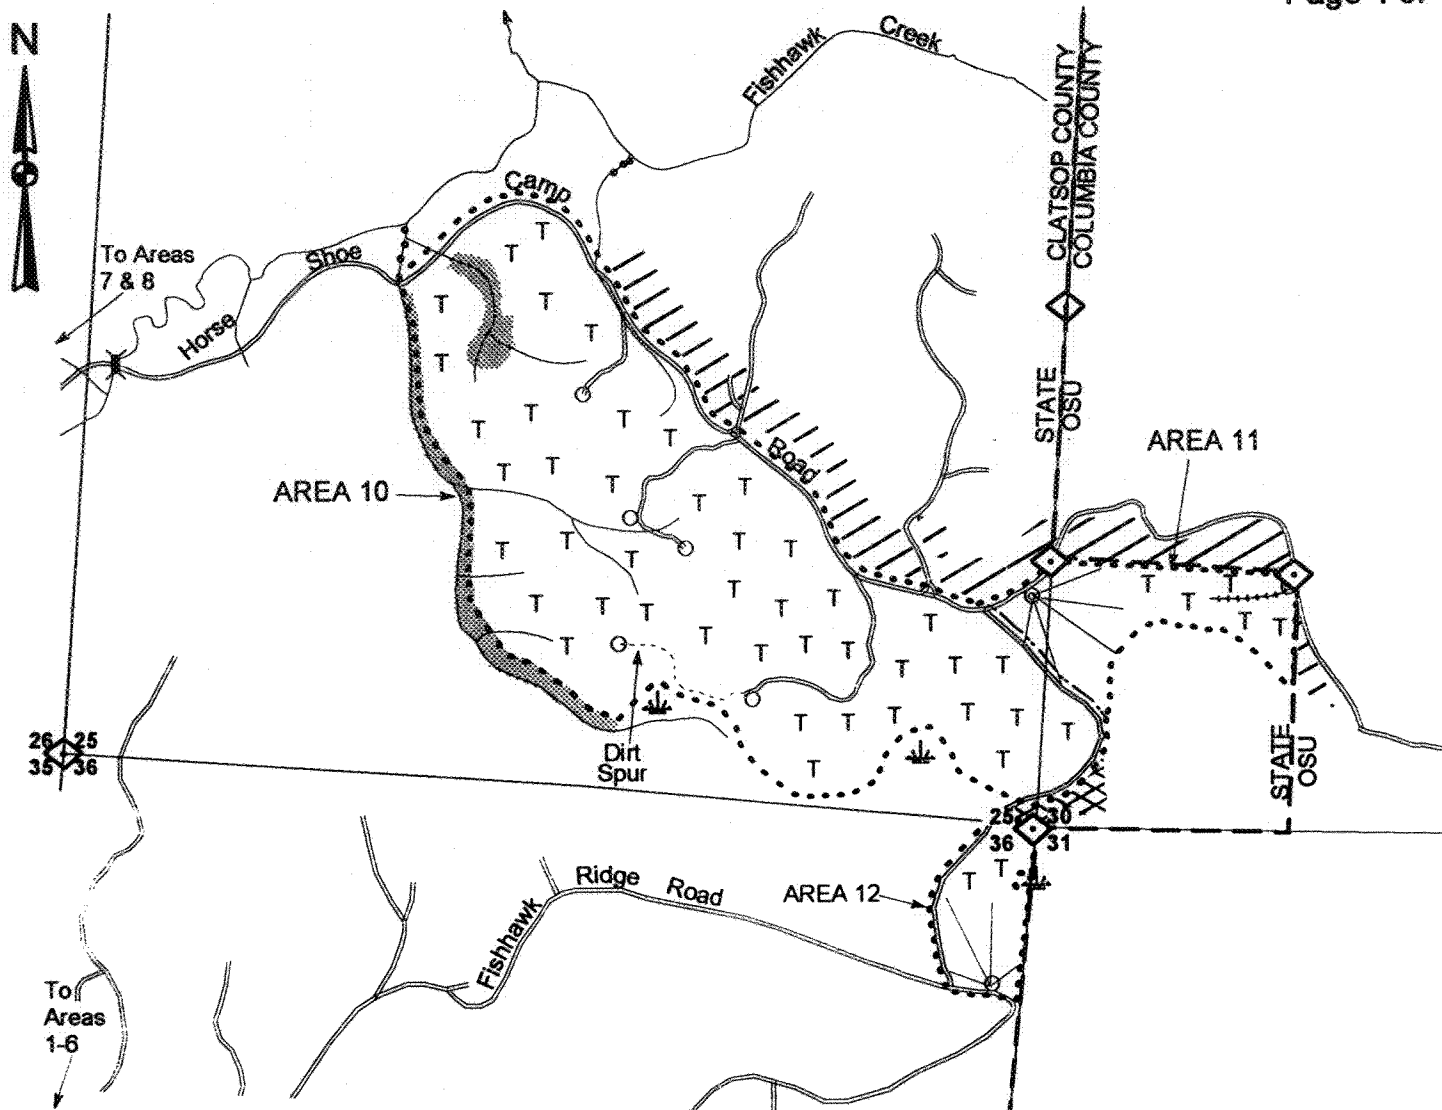 N
Fishhawk Creek
CLATSOP COUNTY
COLUMBIA COUNTY
Camp
To Areas
7 & 8
Shoe
Horse
STATE
OSU
AREA 11
Road
AREA 10
T T T T T T T T T T T T T T T T T T T T T T T T T T T T T T T T T T T T T T T T T T T T T T T T
26 25
35 36
Dirt
Spur
STATE
OSU
25 30
36 31
T T
AREA 12
Ridge Road
Fishhawk
To
Areas
1-6